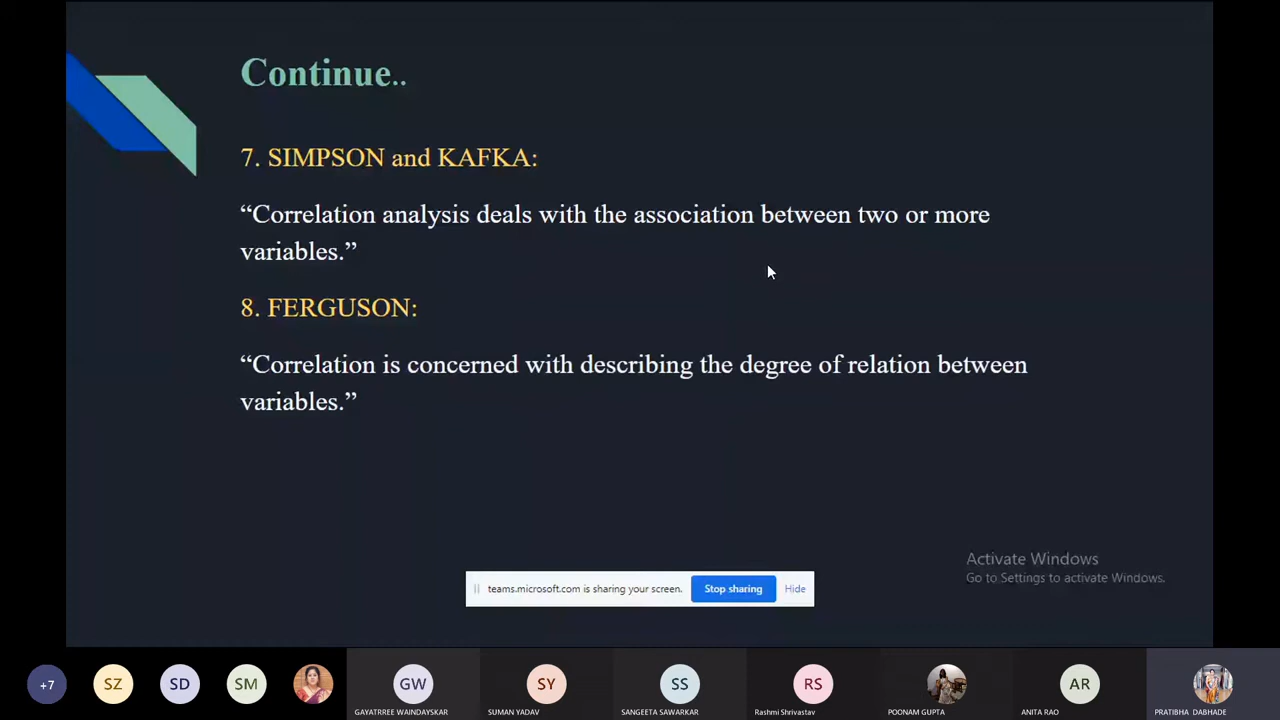 Continue..
7. SIMPSON and KAFKA:
“Correlation analysis deals with the association between two or more
variables.”
8. FERGUSON:
“Correlation is concerned with describing the degree of relation between
variables.”
Activate Windows
Go to Settings to activate Windows.
teams.microsoft.com is sharing your screen. Stop sharing Hide
+7 SZ SD SM GW SY SS RS AR
GAYATRREE WAINDAYSKAR SUMAN YADAV SANGEETA SAWARKAR Rashmi Shrivastav POONAM GUPTA ANITA RAO PRATIBHA DABHADE